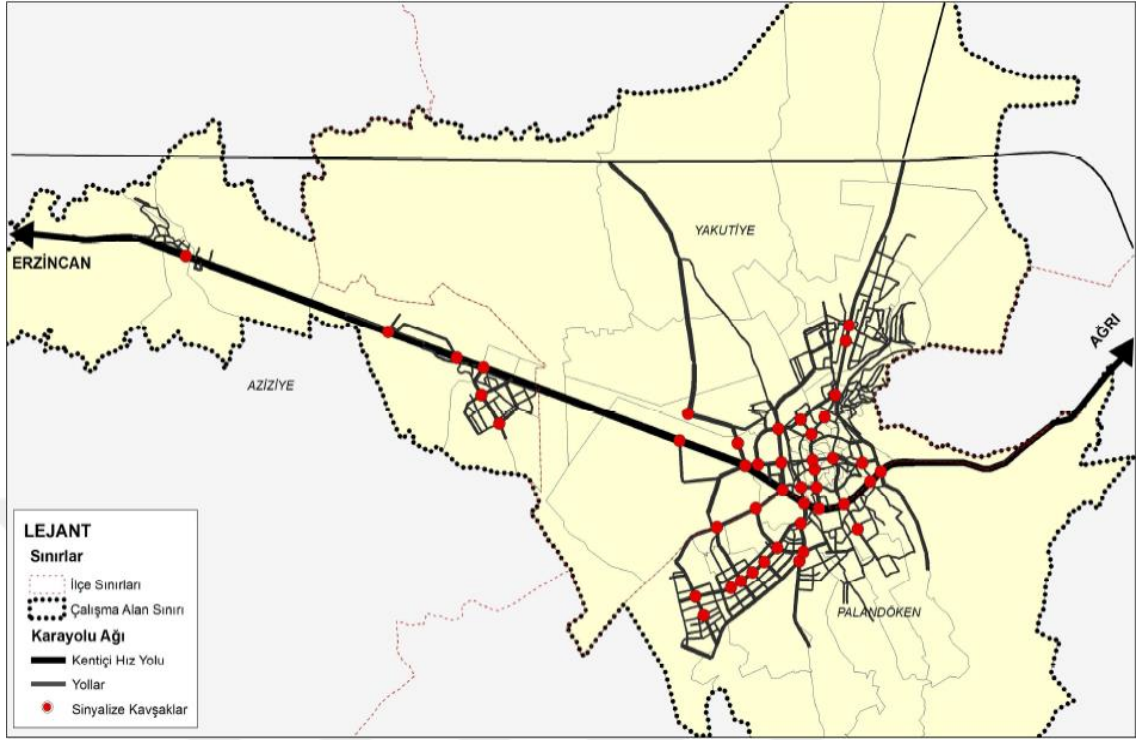 YAKUTİYE
ERZİNCAN
AĞRI
AZİZİYE
PALANDÖKEN
LEJANT
Sınırlar
İlçe Sınırları
Çalışma Alan Sınırı
Karayolu Ağı
Kentiçi Hız Yolu
Yollar
Sinyalize Kavşaklar